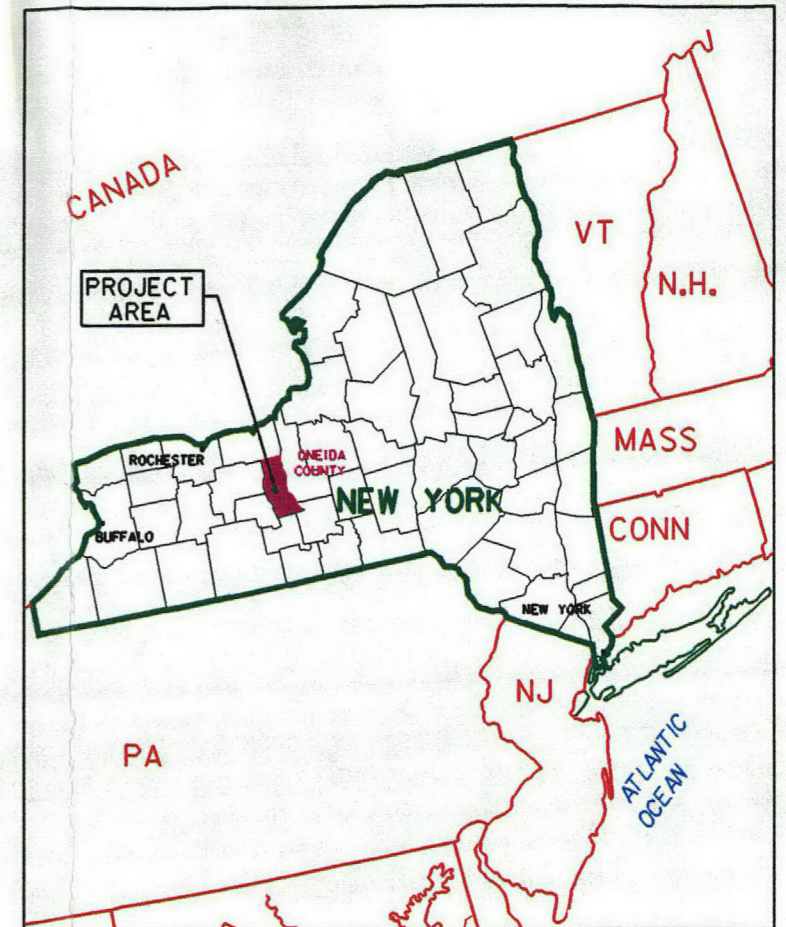 CANADA
VT
N.H.
PROJECT
AREA
MASS
ROCHESTER
ONEIDA
COUNTY
NEW YORK
CONN
BUFFALO
NEW YORK
NJ
PA
ATLANTIC
OCEAN